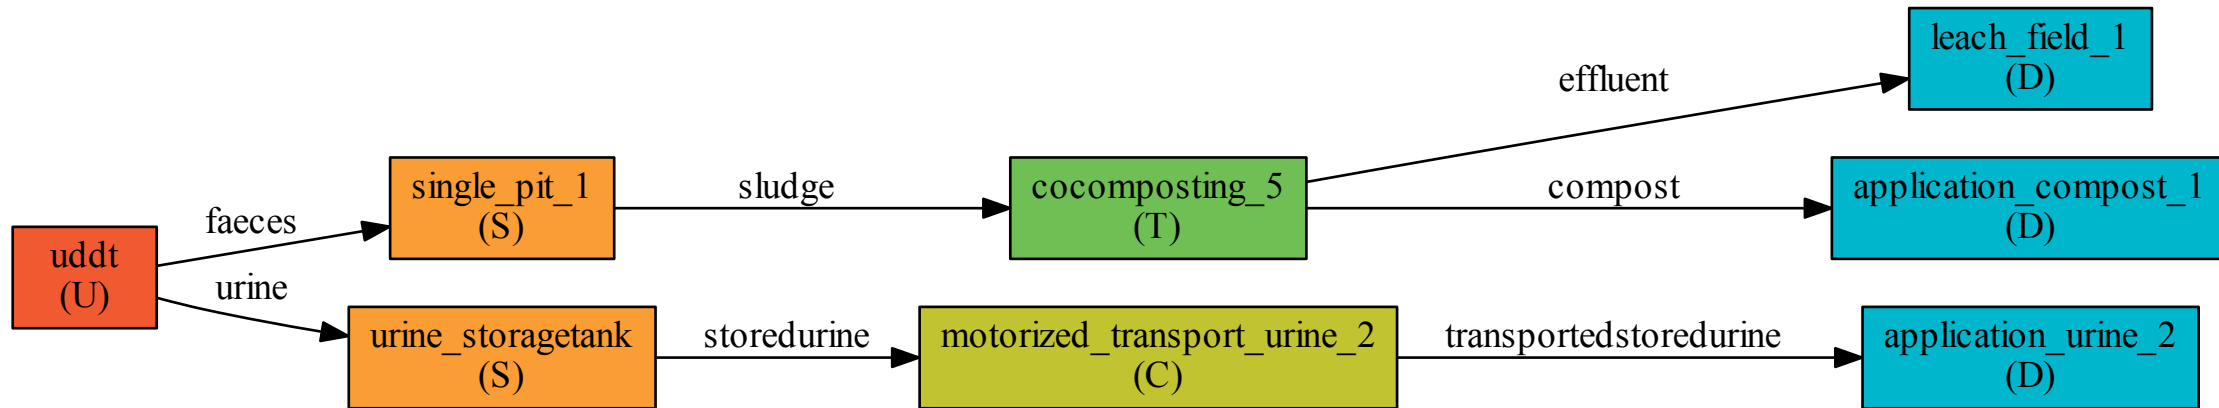 leach_field_1
(D)
effluent
single_pit_1
(S)
sludge
cocomposting_5
(T)
compost
application_compost_1
(D)
faeces
uddt
(U)
urine
urine_storagetank
(S)
storedurine
motorized_transport_urine_2
(C)
transportedstoredurine
application_urine_2
(D)